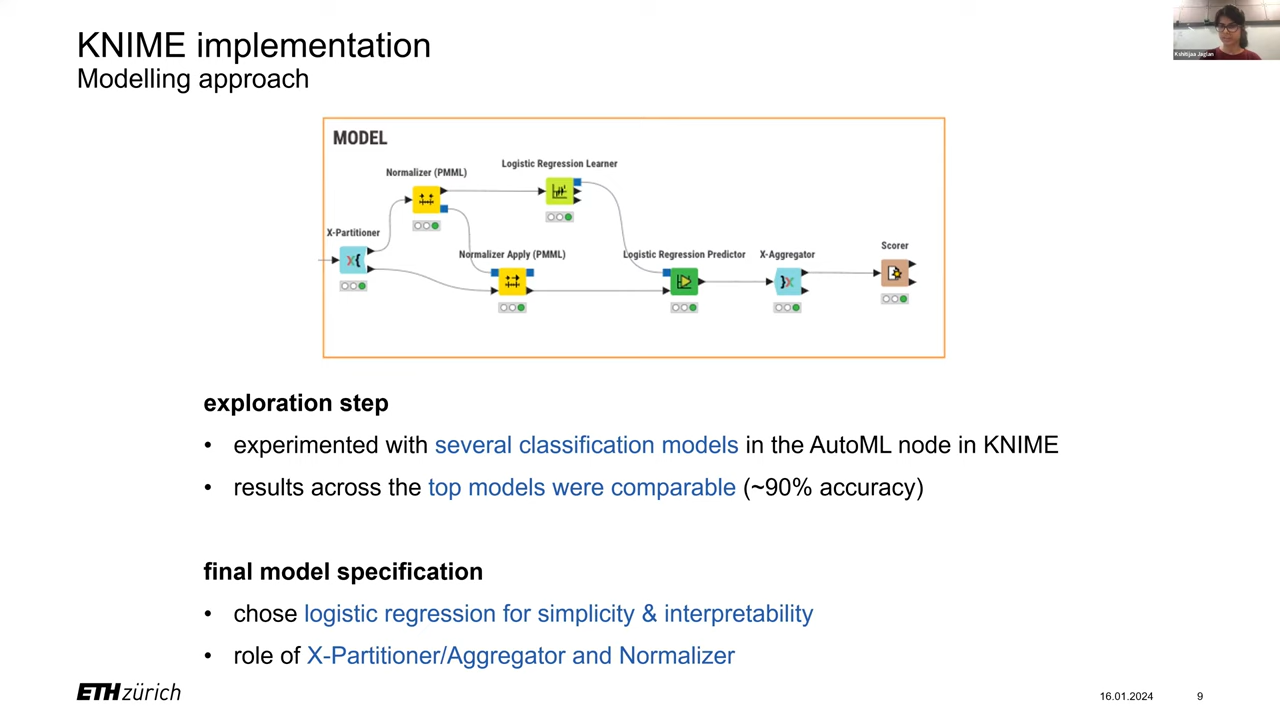 KNIME implementation
Modelling approach
Kshitijaa Jaglan
MODEL
Logistic Regression Learner
Normalizer (PMML)
X-Partitioner
Normalizer Apply (PMML)
Logistic Regression Predictor
X-Aggregator
Scorer
exploration step
• experimented with several classification models in the AutoML node in KNIME
• results across the top models were comparable (~90% accuracy)
final model specification
• chose logistic regression for simplicity & interpretability
• role of X-Partitioner/Aggregator and Normalizer
ETH zürich
16.01.2024
9